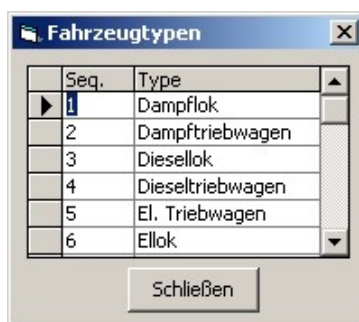 Fahrzeugtypen
Seq. Type
1 Dampflok
2 Dampftriebwagen
3 Diesellok
4 Dieseltriebwagen
5 El. Triebwagen
6 Ellok
Schließen